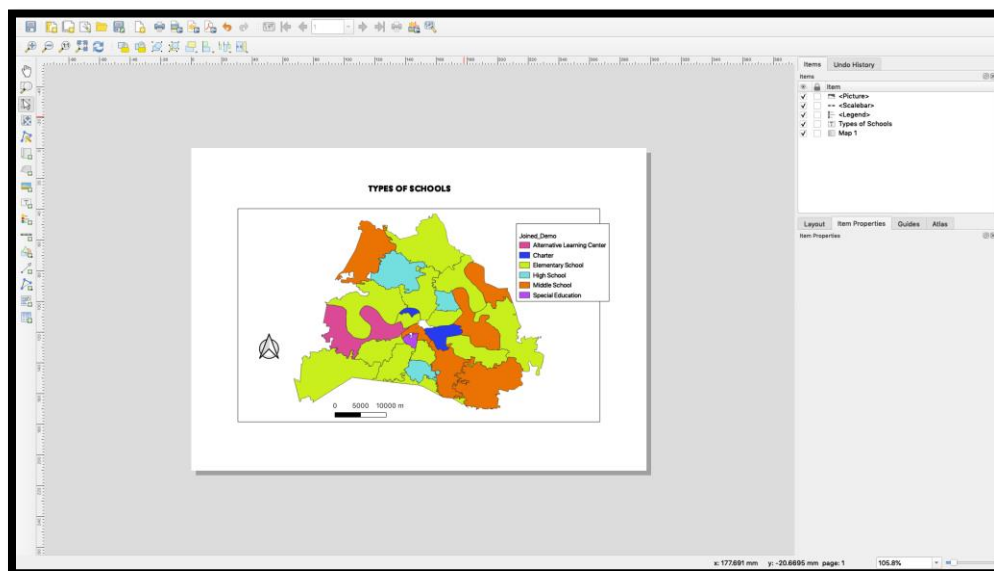 1
Items Undo History
Items
Item
<Picture>
<Scalebar>
<Legend>
Types of Schools
Map 1
TYPES OF SCHOOLS
Joined_Demo
Alternative Learning Center
Charter
Elementary School
High School
Middle School
Special Education
0 5000 10000 m
Layout Item Properties Guides Atlas
Item Properties
x: 177.691 mm y: -20.6695 mm page: 1 105.8%